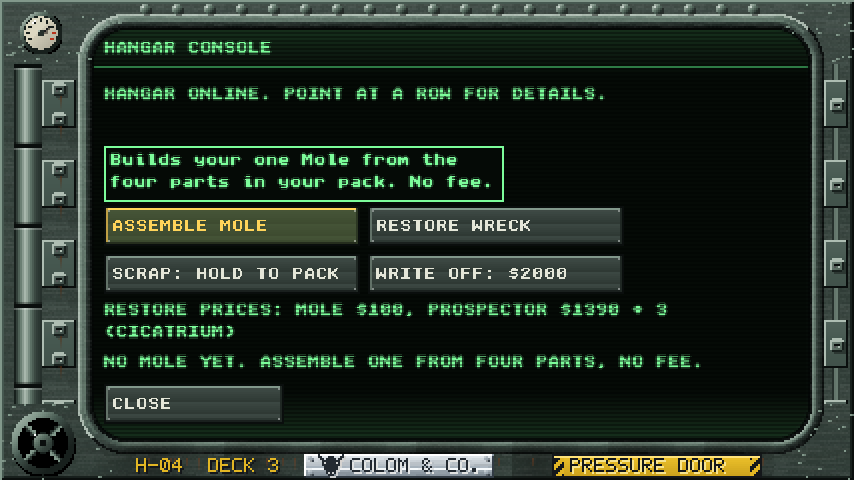 HANGAR CONSOLE
HANGAR ONLINE. POINT AT A ROW FOR DETAILS.
Builds your one Mole from the
four parts in your pack. No fee.
ASSEMBLE MOLE
RESTORE WRECK
SCRAP: HOLD TO PACK
WRITE OFF: $2000
RESTORE PRICES: MOLE $100, PROSPECTOR $1390 + 3
(CICATRIUM)
NO MOLE YET. ASSEMBLE ONE FROM FOUR PARTS, NO FEE.
CLOSE
H-04 DECK 3
COLOM & CO.
PRESSURE DOOR